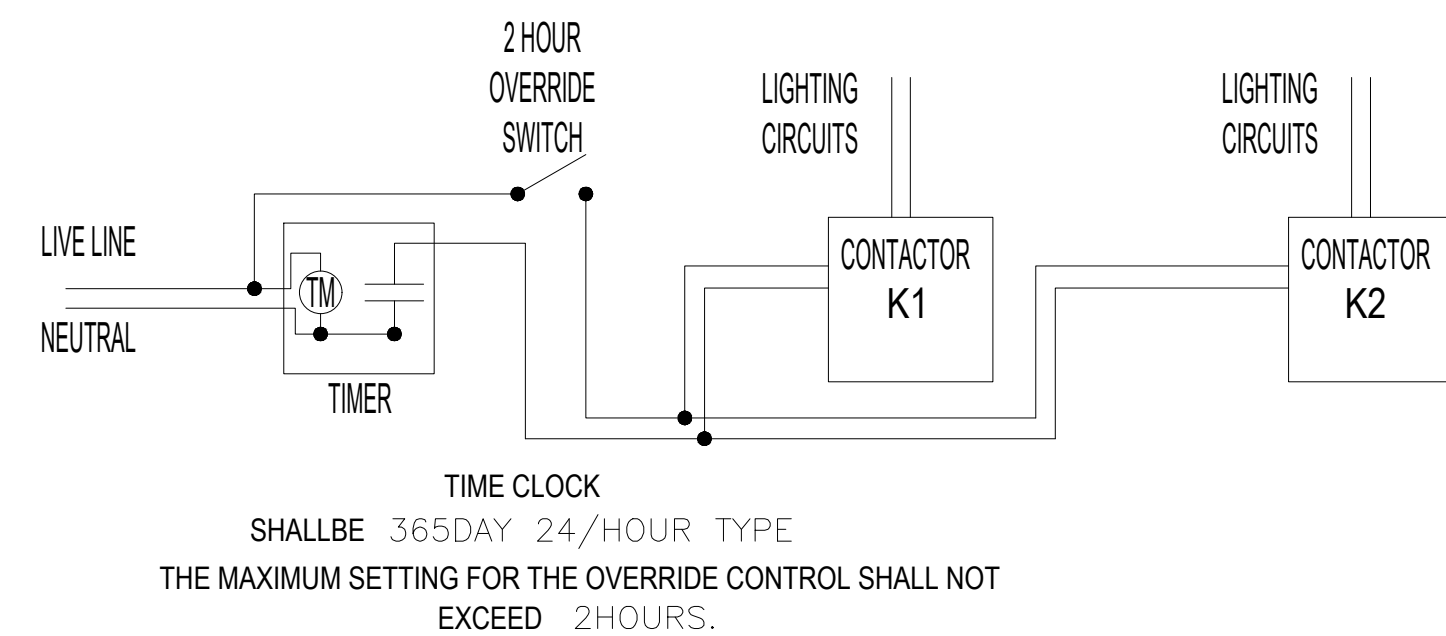 2 HOUR
OVERRIDE
SWITCH
LIGHTING
CIRCUITS
LIGHTING
CIRCUITS
LIVE LINE
NEUTRAL
TM
TIMER
CONTACTOR
K1
CONTACTOR
K2
TIME CLOCK
SHALLBE 365DAY 24/HOUR TYPE
THE MAXIMUM SETTING FOR THE OVERRIDE CONTROL SHALL NOT
EXCEED 2HOURS.